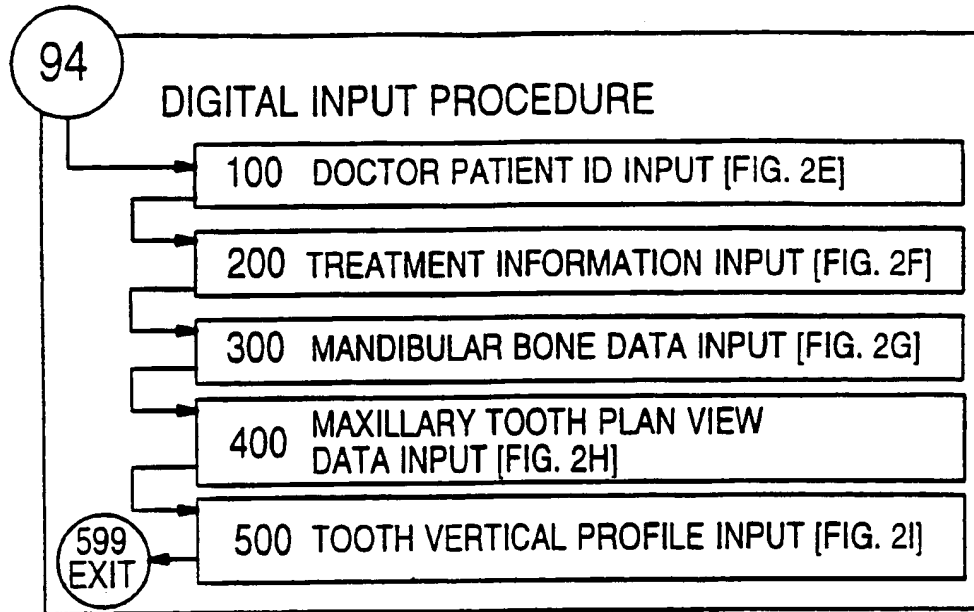 94
DIGITAL INPUT PROCEDURE
100 DOCTOR PATIENT ID INPUT [FIG. 2E]
200 TREATMENT INFORMATION INPUT [FIG. 2F]
300 MANDIBULAR BONE DATA INPUT [FIG. 2G]
400 MAXILLARY TOOTH PLAN VIEW
DATA INPUT [FIG. 2H]
500 TOOTH VERTICAL PROFILE INPUT [FIG. 2I]
599
EXIT